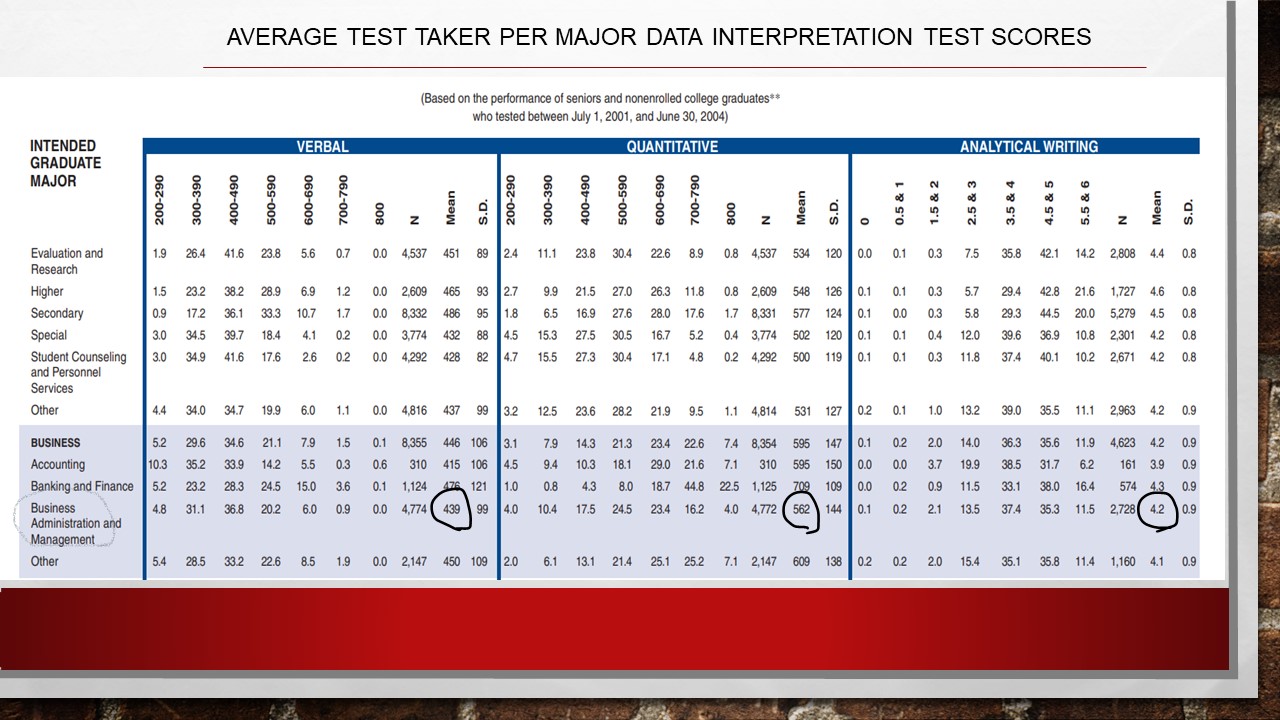 AVERAGE TEST TAKER PER MAJOR DATA INTERPRETATION TEST SCORES
(Based on the performance of seniors and nonenrolled college graduates**
who tested between July 1, 2001, and June 30, 2004)
INTENDED
GRADUATE
MAJOR
VERBAL QUANTITATIVE ANALYTICAL WRITING
200-290 300-390 400-490 500-590 600-690 700-790 800 N Mean S.D. 200-290 300-390 400-490 500-590 600-690 700-790 800 N Mean S.D. 0 0.5 & 1 1.5 & 2 2.5 & 3 3.5 & 4 4.5 & 5 5.5 & 6 N Mean S.D.
Evaluation and 1.9 26.4 41.6 23.8 5.6 0.7 0.0 4,537 451 89 2.4 11.1 23.8 30.4 22.6 8.9 0.8 4,537 534 120 0.0 0.1 0.3 7.5 35.8 42.1 14.2 2,808 4.4 0.8
Research
Higher 1.5 23.2 38.2 28.9 6.9 1.2 0.0 2,609 465 93 2.7 9.9 21.5 27.0 26.3 11.8 0.8 2,609 548 126 0.1 0.1 0.3 5.7 29.4 42.8 21.6 1,727 4.6 0.8
Secondary 0.9 17.2 36.1 33.3 10.7 1.7 0.0 8,332 486 95 1.8 6.5 16.9 27.6 28.0 17.6 1.7 8,331 577 124 0.1 0.0 0.3 5.8 29.3 44.5 20.0 5,279 4.5 0.8
Special 3.0 34.5 39.7 18.4 4.1 0.2 0.0 3,774 432 88 4.5 15.3 27.5 30.5 16.7 5.2 0.4 3,774 502 120 0.1 0.1 0.4 12.0 39.6 36.9 10.8 2,301 4.2 0.8
Student Counseling 3.0 34.9 41.6 17.6 2.6 0.2 0.0 4,292 428 82 4.7 15.5 27.3 30.4 17.1 4.8 0.2 4,292 500 119 0.1 0.1 0.3 11.8 37.4 40.1 10.2 2,671 4.2 0.8
and Personnel
Services
Other 4.4 34.0 34.7 19.9 6.0 1.1 0.0 4,816 437 99 3.2 12.5 23.6 28.2 21.9 9.5 1.1 4,814 531 127 0.2 0.1 1.0 13.2 39.0 35.5 11.1 2,963 4.2 0.9
BUSINESS 5.2 29.6 34.6 21.1 7.9 1.5 0.1 8,355 446 106 3.1 7.9 14.3 21.3 23.4 22.6 7.4 8,354 595 147 0.1 0.2 2.0 14.0 36.3 35.6 11.9 4,623 4.2 0.9
Accounting 10.3 35.2 33.9 14.2 5.5 0.3 0.6 310 415 106 4.5 9.4 10.3 18.1 29.0 21.6 7.1 310 595 150 0.0 0.0 3.7 19.9 38.5 31.7 6.2 161 3.9 0.9
Banking and Finance 5.2 23.2 28.3 24.5 15.0 3.6 0.1 1,124 476 121 1.0 0.8 4.3 8.0 18.7 44.8 22.5 1,125 709 109 0.0 0.2 0.9 11.5 33.1 38.0 16.4 574 4.3 0.9
Business 4.8 31.1 36.8 20.2 6.0 0.9 0.0 4,774 439 99 4.0 10.4 17.5 24.5 23.4 16.2 4.0 4,772 562 144 0.1 0.2 2.1 13.5 37.4 35.3 11.5 2,728 4.2 0.9
Administration and
Management
Other 5.4 28.5 33.2 22.6 8.5 1.9 0.0 2,147 450 109 2.0 6.1 13.1 21.4 25.1 25.2 7.1 2,147 609 138 0.2 0.2 2.0 15.4 35.1 35.8 11.4 1,160 4.1 0.9